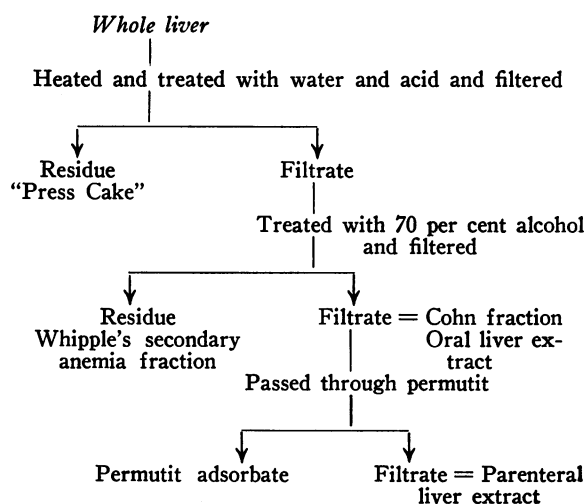 Whole liver
Heated and treated with water and acid and filtered
Residue
"Press Cake"
Filtrate
Treated with 70 per cent alcohol
and filtered
Residue
Whipple's secondary
anemia fraction
Filtrate = Cohn fraction
Oral liver ex-
tract
Passed through permutit
Permutit adsorbate
Filtrate = Parenteral
liver extract